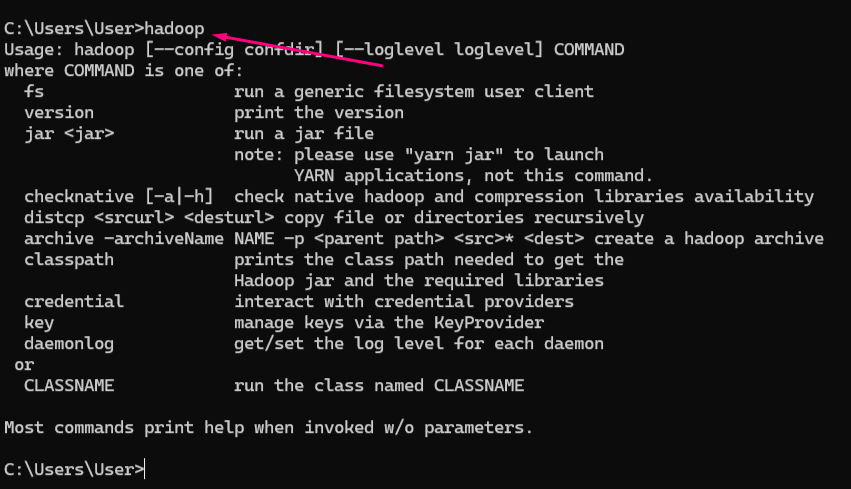 C:\Users\User>hadoop
Usage: hadoop [--config confdir] [--loglevel loglevel] COMMAND
where COMMAND is one of:
  fs                   run a generic filesystem user client
  version              print the version
  jar <jar>            run a jar file
                       note: please use "yarn jar" to launch
                             YARN applications, not this command.
  checknative [-a|-h]  check native hadoop and compression libraries availability
  distcp <srcurl> <desturl> copy file or directories recursively
  archive -archiveName NAME -p <parent path> <src>* <dest> create a hadoop archive
  classpath            prints the class path needed to get the
                       Hadoop jar and the required libraries
  credential           interact with credential providers
  key                  manage keys via the KeyProvider
  daemonlog            get/set the log level for each daemon
 or
  CLASSNAME            run the class named CLASSNAME

Most commands print help when invoked w/o parameters.

C:\Users\User>